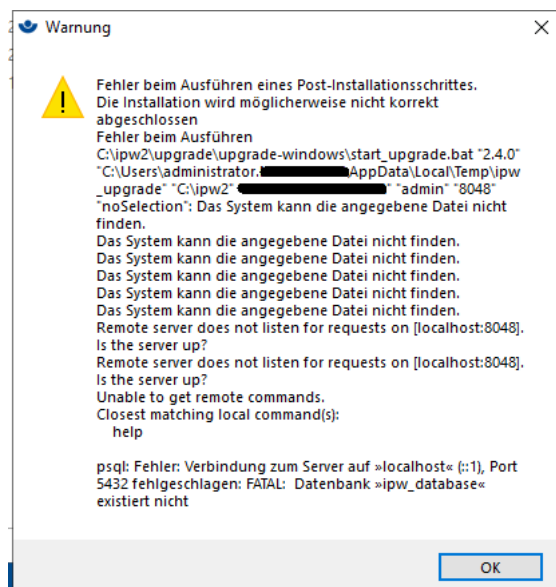 Warnung
Fehler beim Ausführen eines Post-Installationsschrittes.
Die Installation wird möglicherweise nicht korrekt
abgeschlossen
Fehler beim Ausführen
C:\ipw2\upgrade\upgrade-windows\start_upgrade.bat "2.4.0"
"C:\Users\administrator. AppData\Local\Temp\ipw
_upgrade" "C:\ipw2" " "admin" "8048"
"noSelection": Das System kann die angegebene Datei nicht
finden.
Das System kann die angegebene Datei nicht finden.
Das System kann die angegebene Datei nicht finden.
Das System kann die angegebene Datei nicht finden.
Das System kann die angegebene Datei nicht finden.
Das System kann die angegebene Datei nicht finden.
Remote server does not listen for requests on [localhost:8048].
Is the server up?
Remote server does not listen for requests on [localhost:8048].
Is the server up?
Unable to get remote commands.
Closest matching local command(s):
help
psql: Fehler: Verbindung zum Server auf »localhost« (::1), Port
5432 fehlgeschlagen: FATAL: Datenbank »ipw_database«
existiert nicht
OK